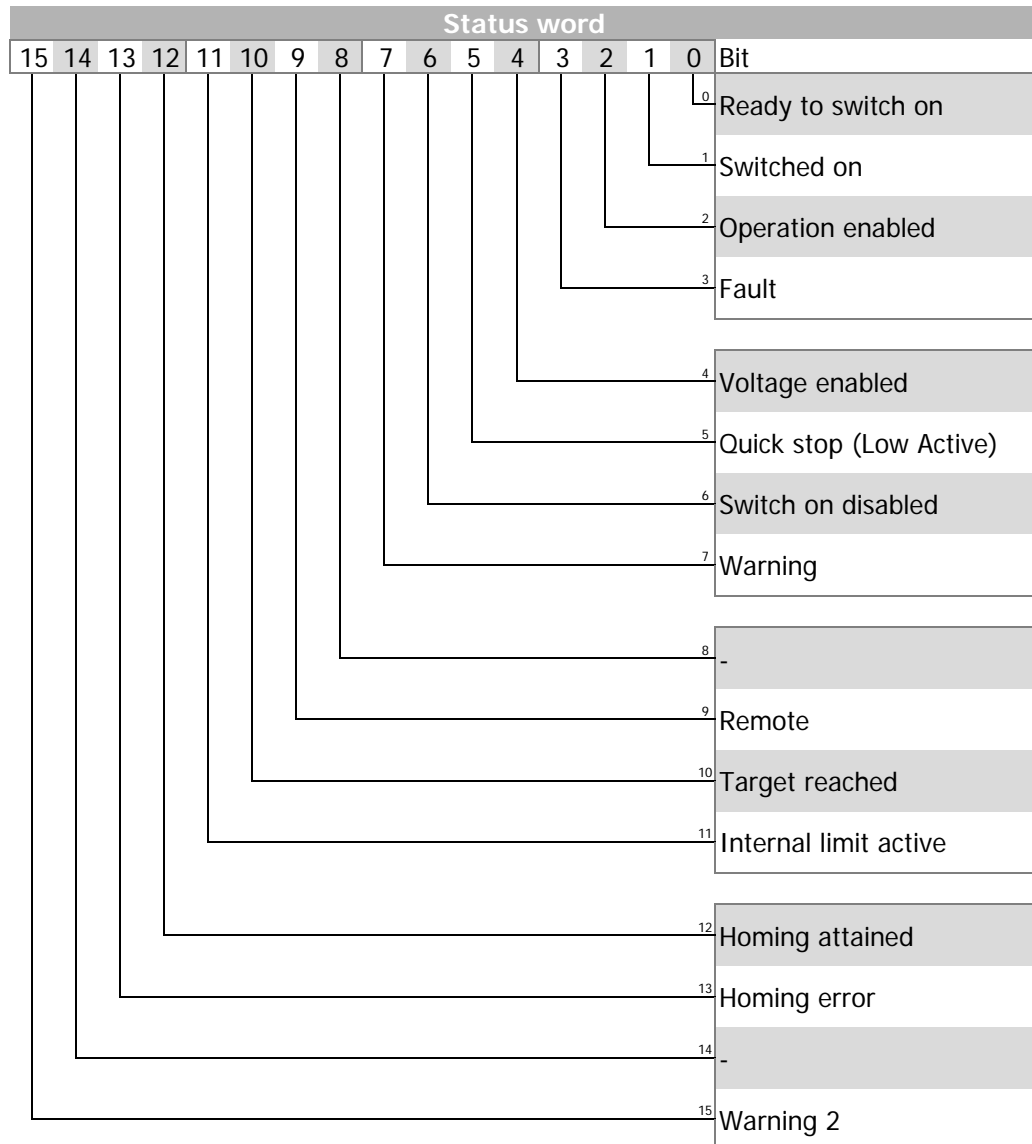 Status word
15 14 13 12 11 10 9 8 7 6 5 4 3 2 1 0 Bit
0 Ready to switch on
1 Switched on
2 Operation enabled
3 Fault
4 Voltage enabled
5 Quick stop (Low Active)
6 Switch on disabled
7 Warning
8 -
9 Remote
10 Target reached
11 Internal limit active
12 Homing attained
13 Homing error
14 -
15 Warning 2